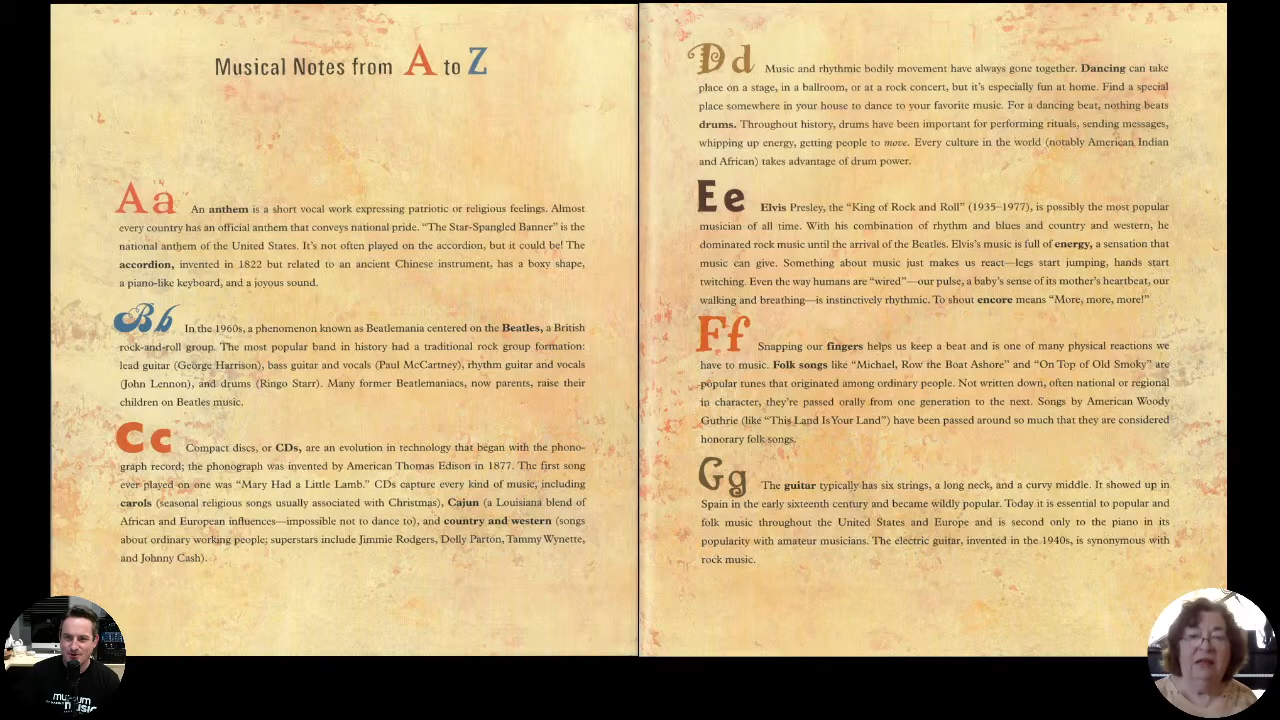 Musical Notes from A to Z
Aa An anthem is a short vocal work expressing patriotic or religious feelings. Almost
every country has an official anthem that conveys national pride. “The Star-Spangled Banner” is the
national anthem of the United States. It’s not often played on the accordion, but it could be! The
accordion, invented in 1822 but related to an ancient Chinese instrument, has a boxy shape,
a piano-like keyboard, and a joyous sound.
Bb In the 1960s, a phenomenon known as Beatlemania centered on the Beatles, a British
rock-and-roll group. The most popular band in history had a traditional rock group formation:
lead guitar (George Harrison), bass guitar and vocals (Paul McCartney), rhythm guitar and vocals
(John Lennon), and drums (Ringo Starr). Many former Beatlemaniacs, now parents, raise their
children on Beatles music.
Cc Compact discs, or CDs, are an evolution in technology that began with the phono-
graph record; the phonograph was invented by American Thomas Edison in 1877. The first song
ever played on one was “Mary Had a Little Lamb.” CDs capture every kind of music, including
carols (seasonal religious songs usually associated with Christmas), Cajun (a Louisiana blend of
African and European influences—impossible not to dance to), and country and western (songs
about ordinary working people; superstars include Jimmie Rodgers, Dolly Parton, Tammy Wynette,
and Johnny Cash).
Dd Music and rhythmic bodily movement have always gone together. Dancing can take
place on a stage, in a ballroom, or at a rock concert, but it’s especially fun at home. Find a special
place somewhere in your house to dance to your favorite music. For a dancing beat, nothing beats
drums. Throughout history, drums have been important for performing rituals, sending messages,
whipping up energy, getting people to move. Every culture in the world (notably American Indian
and African) takes advantage of drum power.
Ee Elvis Presley, the “King of Rock and Roll” (1935–1977), is possibly the most popular
musician of all time. With his combination of rhythm and blues and country and western, he
dominated rock music until the arrival of the Beatles. Elvis’s music is full of energy, a sensation that
music can give. Something about music just makes us react—legs start jumping, hands start
twitching. Even the way humans are “wired”—our pulse, a baby’s sense of its mother’s heartbeat, our
walking and breathing—is instinctively rhythmic. To shout encore means “More, more, more!”
Ff Snapping our fingers helps us keep a beat and is one of many physical reactions we
have to music. Folk songs like “Michael, Row the Boat Ashore” and “On Top of Old Smoky” are
popular tunes that originated among ordinary people. Not written down, often national or regional
in character, they’re passed orally from one generation to the next. Songs by American Woody
Guthrie (like “This Land Is Your Land”) have been passed around so much that they are considered
honorary folk songs.
Gg The guitar typically has six strings, a long neck, and a curvy middle. It showed up in
Spain in the early sixteenth century and became wildly popular. Today it is essential to popular and
folk music throughout the United States and Europe and is second only to the piano in its
popularity with amateur musicians. The electric guitar, invented in the 1940s, is synonymous with
rock music.